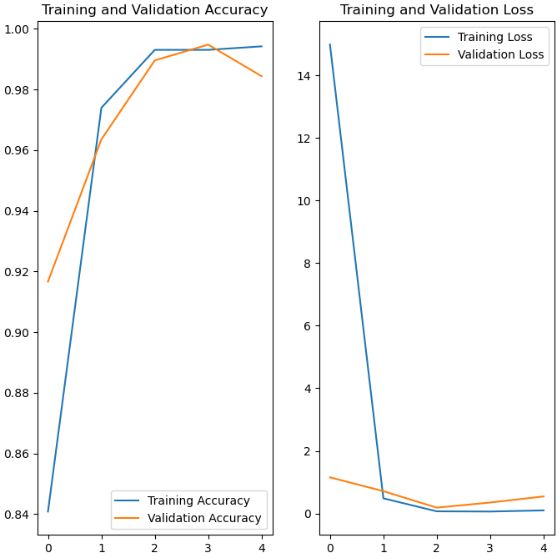 Training and Validation Accuracy
1.00
0.98
0.96
0.94
0.92
0.90
0.88
0.86
0.84
0 1 2 3 4
Training Accuracy
Validation Accuracy
Training and Validation Loss
14
12
10
8
6
4
2
0
0 1 2 3 4
Training Loss
Validation Loss